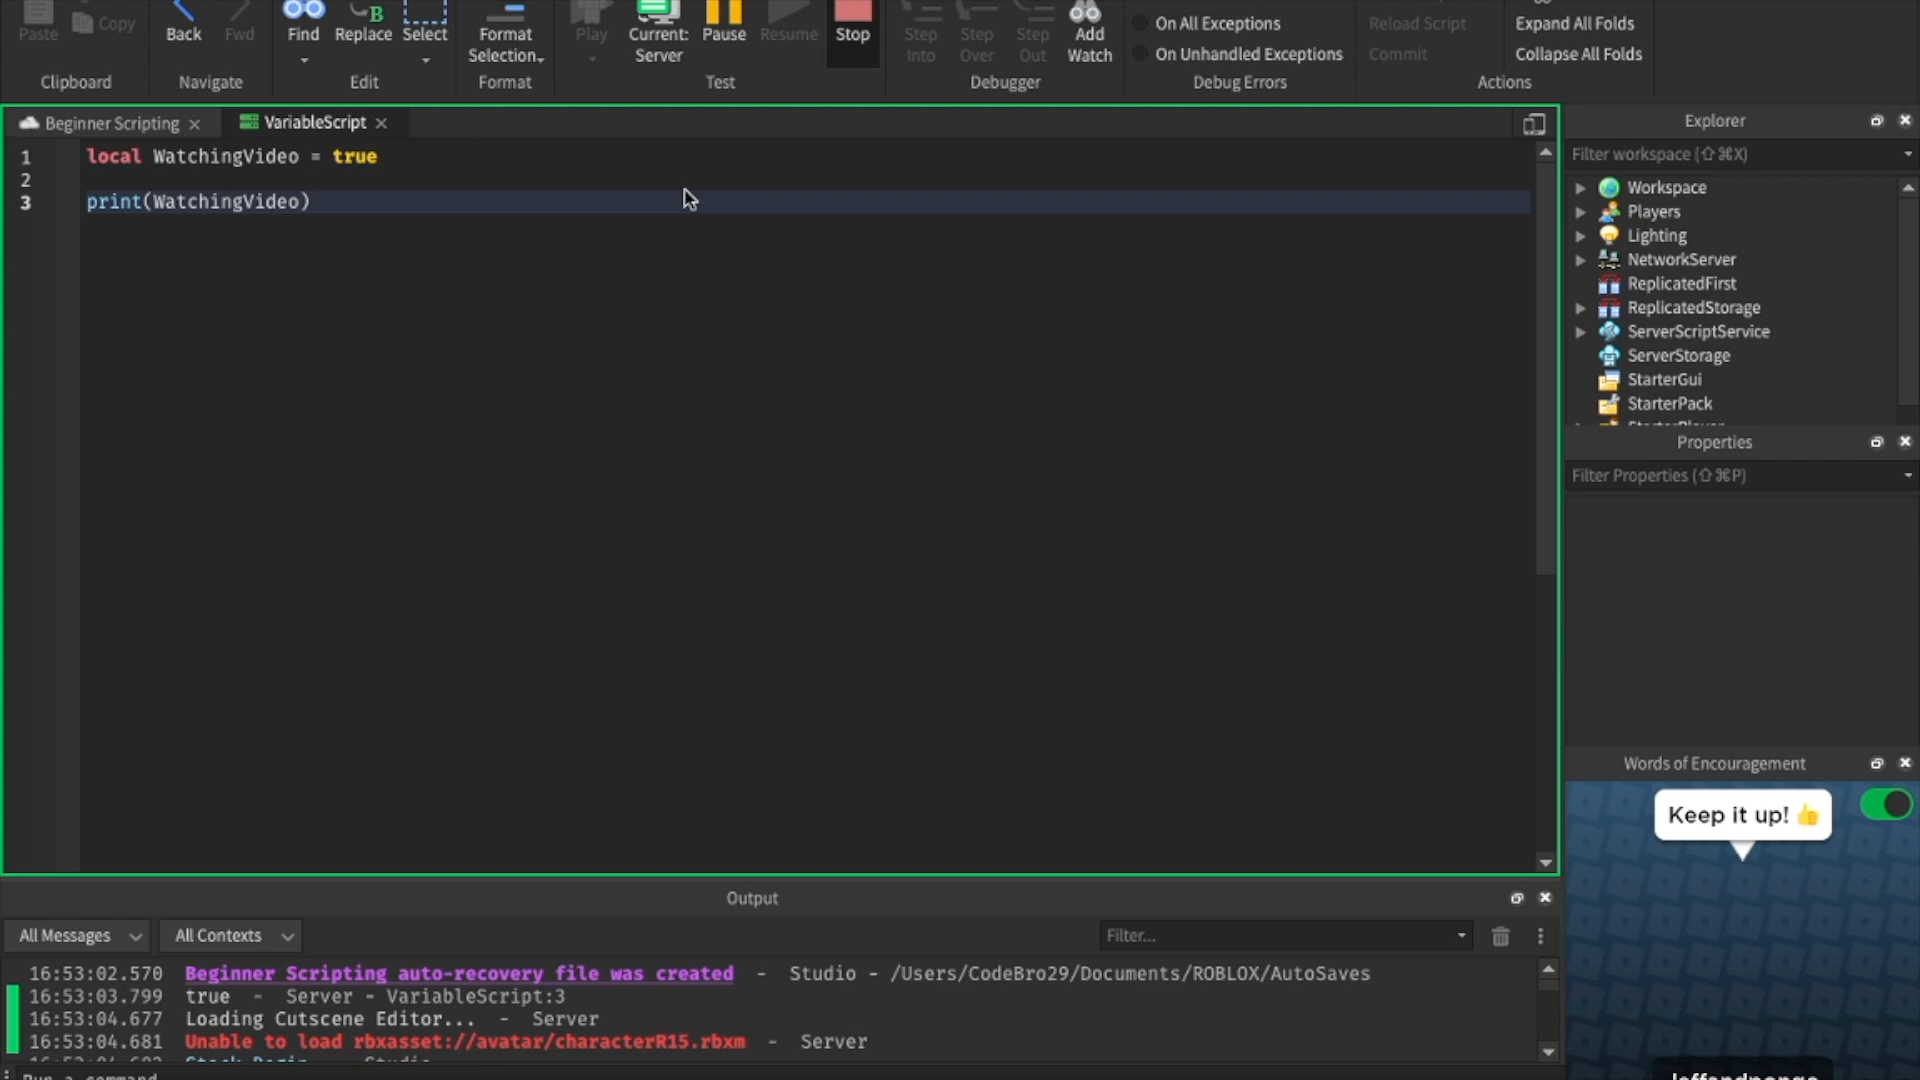 Paste Copy
Clipboard
Back Fwd
Navigate
Find Replace Select
Edit
Format Selection
Format
Play Current: Server Pause Resume Stop
Test
Step Into Step Over Step Out Add Watch
Debugger
On All Exceptions
On Unhandled Exceptions
Debug Errors
Reload Script
Commit
Expand All Folds
Collapse All Folds
Actions
Beginner Scripting VariableScript
1 local WatchingVideo = true
2
3 print(WatchingVideo)
Explorer
Filter workspace (⇧⌘X)
Workspace
Players
Lighting
NetworkServer
ReplicatedFirst
ReplicatedStorage
ServerScriptService
ServerStorage
StarterGui
StarterPack
Properties
Filter Properties (⇧⌘P)
Words of Encouragement
Keep it up! 👍
Output
All Messages All Contexts Filter...
16:53:02.570 Beginner Scripting auto-recovery file was created - Studio - /Users/CodeBro29/Documents/ROBLOX/AutoSaves
16:53:03.799 true - Server - VariableScript:3
16:53:04.677 Loading Cutscene Editor... - Server
16:53:04.681 Unable to load rbxasset://avatar/characterR15.rbxm - Server
Run a command